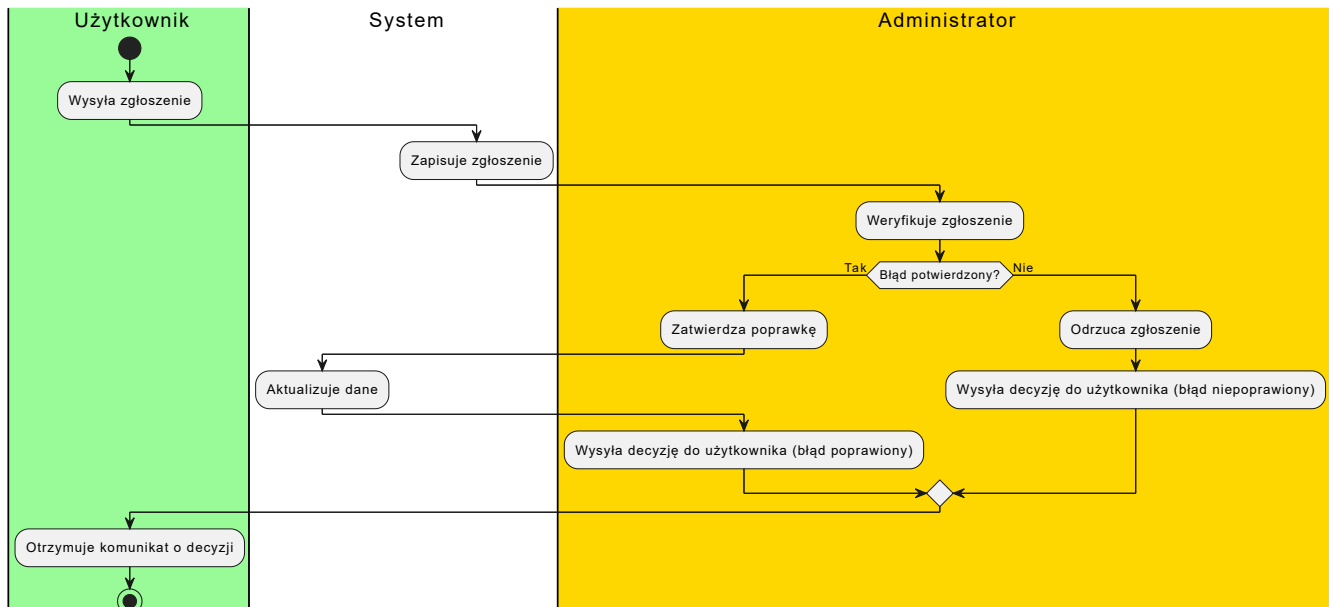 Użytkownik
System
Administrator
Wysyła zgłoszenie
Zapisuje zgłoszenie
Weryfikuje zgłoszenie
Tak
Błąd potwierdzony?
Nie
Zatwierdza poprawkę
Odrzuca zgłoszenie
Aktualizuje dane
Wysyła decyzję do użytkownika (błąd niepoprawiony)
Wysyła decyzję do użytkownika (błąd poprawiony)
Otrzymuje komunikat o decyzji